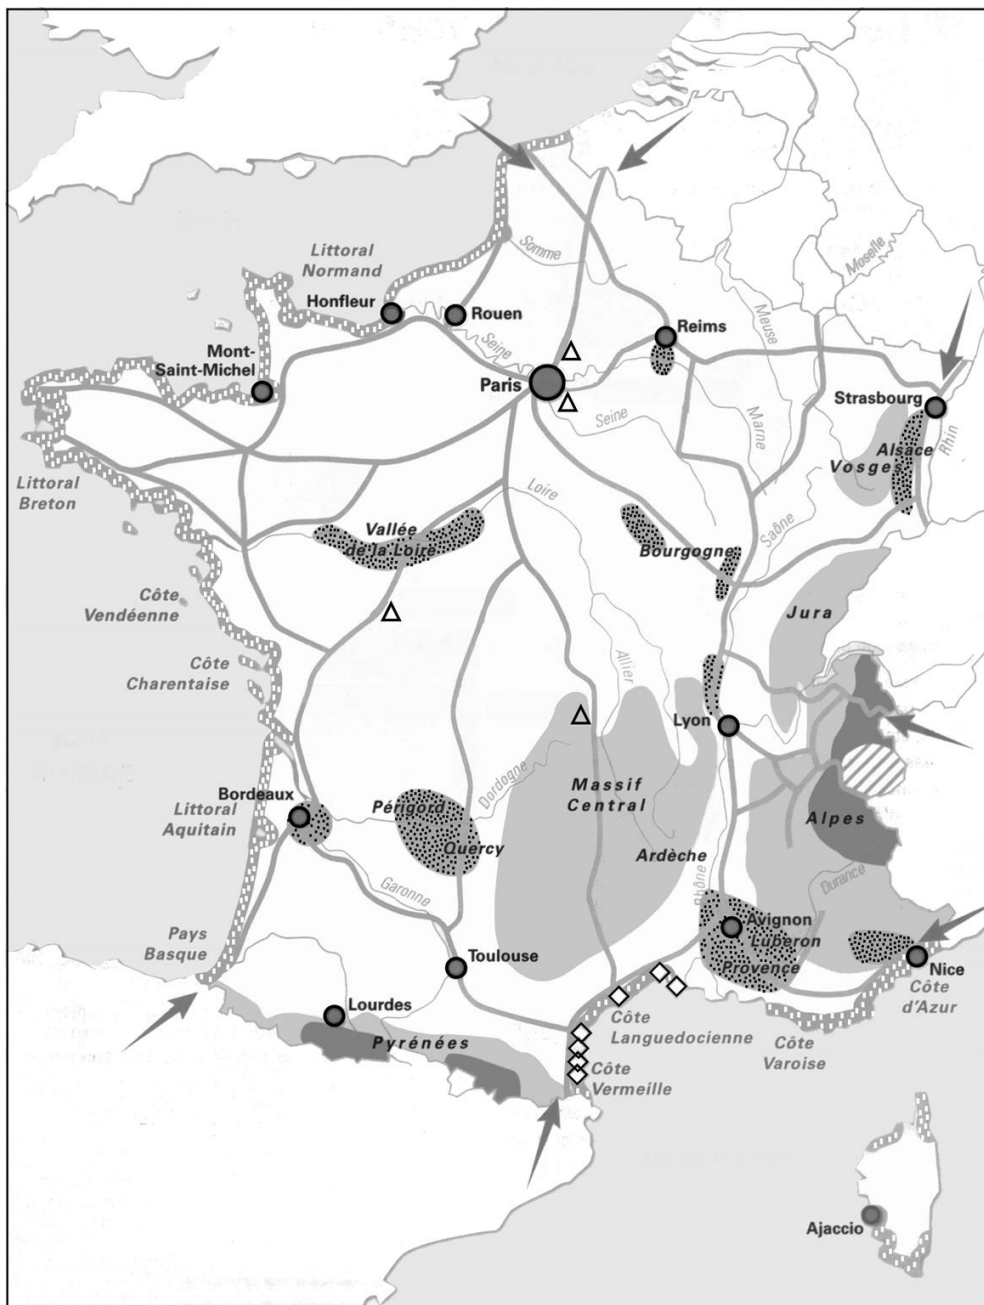 Littoral
Normand
Somme
Moselle
Honfleur
Rouen
Reims
Meuse
Mont-
Saint-Michel
Seine
Paris
Strasbourg
Seine
Marne
Alsace
Vosges
Rhin
Littoral
Breton
Loire
Vallée
de la Loire
Bourgogne
Saône
Côte
Vendéenne
Jura
Côte
Charentaise
Allier
Lyon
Bordeaux
Littoral
Aquitain
Périgord
Quercy
Dordogne
Massif
Central
Alpes
Ardèche
Garonne
Rhône
Durance
Pays
Basque
Toulouse
Avignon
Luberon
Provence
Nice
Côte
d'Azur
Lourdes
Pyrénées
Côte
Languedocienne
Côte
Varoise
Côte
Vermeille
Ajaccio